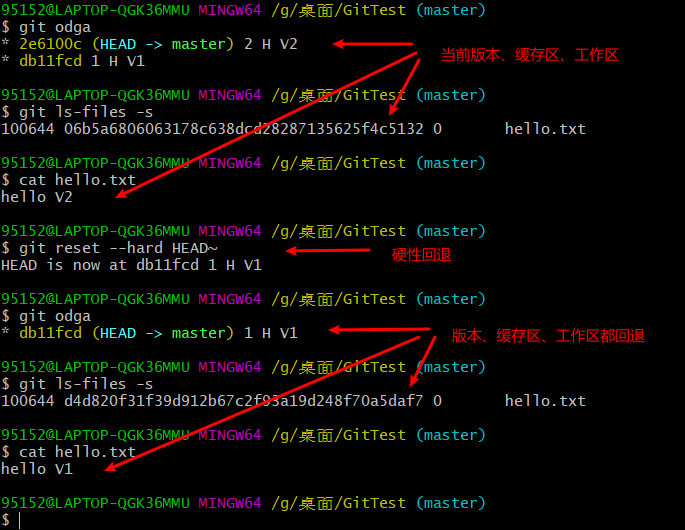 95152@LAPTOP-QGK36MMU MINGW64 /g/桌面/GitTest (master)
$ git odga
* 2e6100c (HEAD -> master) 2 H V2
* db11fcd 1 H V1
当前版本、缓存区、工作区
95152@LAPTOP-QGK36MMU MINGW64 /g/桌面/GitTest (master)
$ git ls-files -s
100644 06b5a6806063178c638dcd28287135625f4c5132 0 hello.txt
95152@LAPTOP-QGK36MMU MINGW64 /g/桌面/GitTest (master)
$ cat hello.txt
hello V2
95152@LAPTOP-QGK36MMU MINGW64 /g/桌面/GitTest (master)
$ git reset --hard HEAD~
HEAD is now at db11fcd 1 H V1
硬性回退
95152@LAPTOP-QGK36MMU MINGW64 /g/桌面/GitTest (master)
$ git odga
* db11fcd (HEAD -> master) 1 H V1
版本、缓存区、工作区都回退
95152@LAPTOP-QGK36MMU MINGW64 /g/桌面/GitTest (master)
$ git ls-files -s
100644 d4d820f31f39d912b67c2f93a19d248f70a5daf7 0 hello.txt
95152@LAPTOP-QGK36MMU MINGW64 /g/桌面/GitTest (master)
$ cat hello.txt
hello V1
95152@LAPTOP-QGK36MMU MINGW64 /g/桌面/GitTest (master)
$